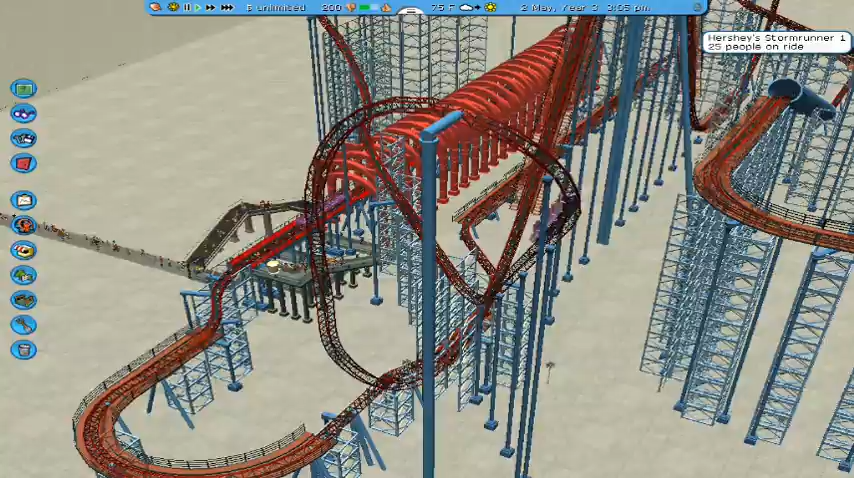 $ unlimited 200 75 F 2 May, Year 3 3:05 pm
Hershey's Stormrunner 1
25 people on ride